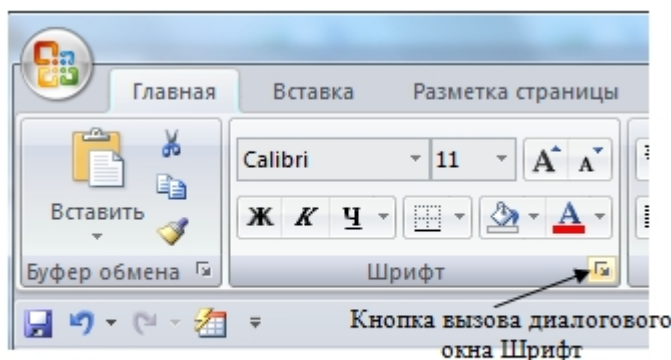 Главная Вставка Разметка страницы
Calibri 11 А А
Вставить
Ж К Ч А
Буфер обмена Шрифт
Кнопка вызова диалогового
окна Шрифт